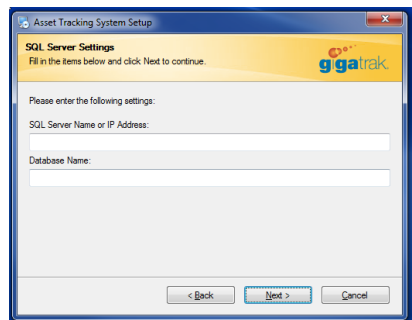 Asset Tracking System Setup
SQL Server Settings
Fill in the items below and click Next to continue.
gigatrak
Please enter the following settings:
SQL Server Name or IP Address:
Database Name:
< Back
Next >
Cancel